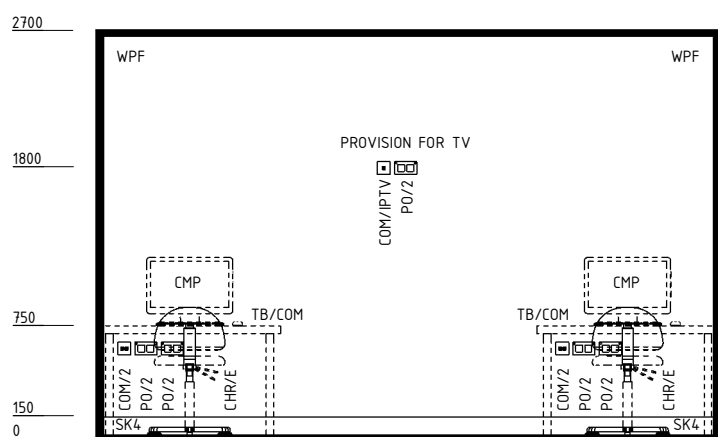 2700
WPF WPF
PROVISION FOR TV
1800
COM/IPTV
PO/2
CMP CMP
TB/COM TB/COM
750
COM/2
PO/2
PO/2
CHR/E
COM/2
PO/2
PO/2
CHR/E
150
SK4 SK4
0